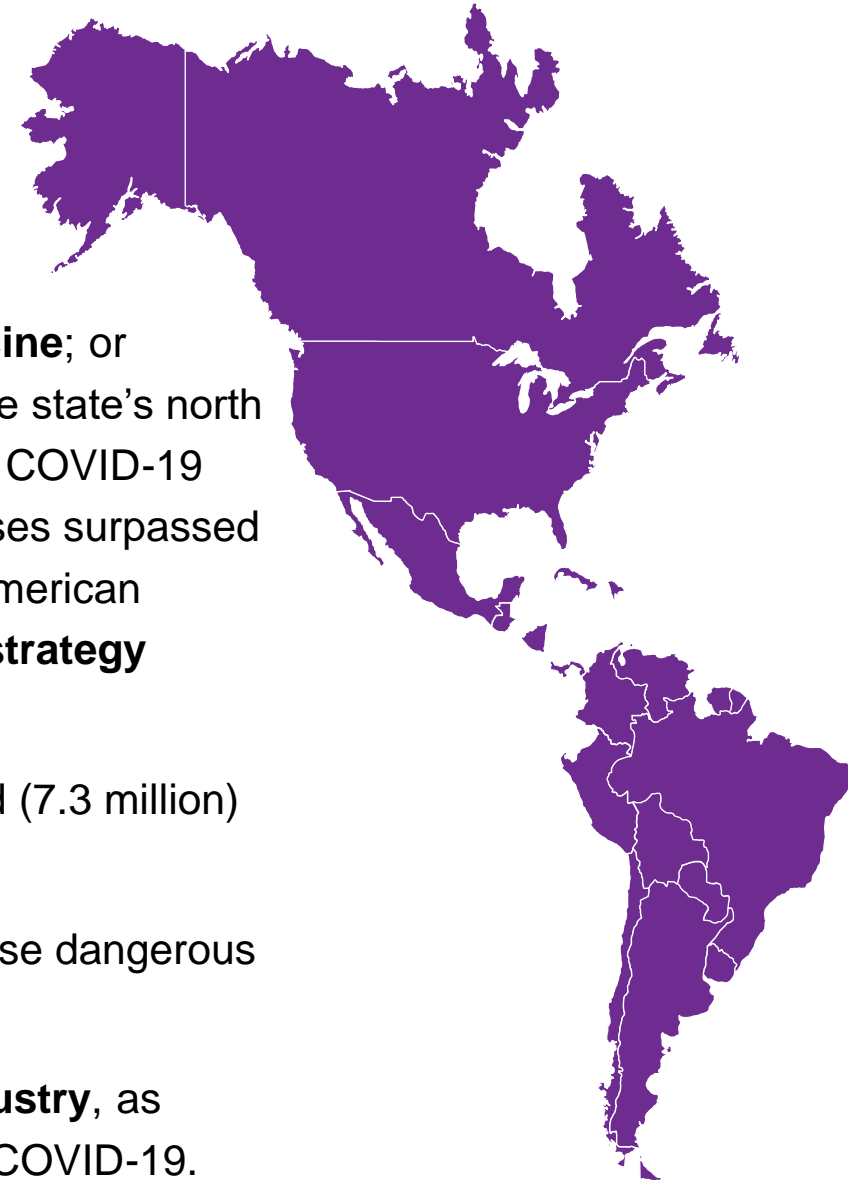 ine; or
e state’s north
COVID-19
ses surpassed
merican
strategy
d (7.3 million)
se dangerous
ustry, as
COVID-19.